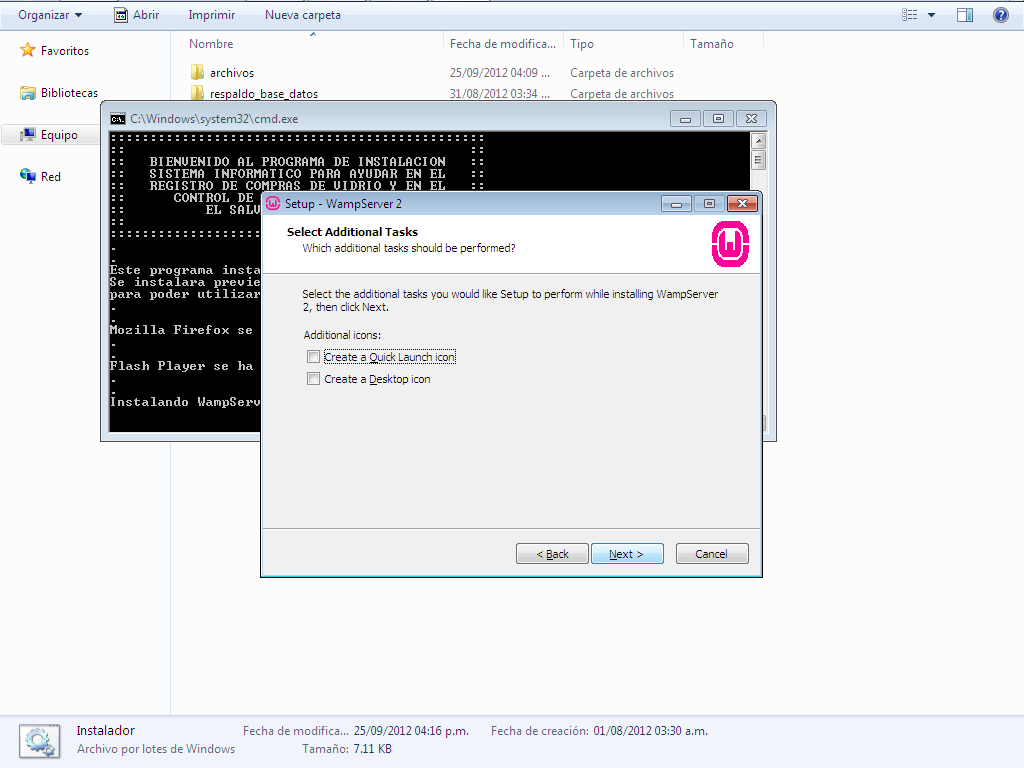 Organizar Abrir Imprimir Nueva carpeta
Nombre Fecha de modifica... Tipo Tamaño
Favoritos
archivos 25/09/2012 04:09 ... Carpeta de archivos
Bibliotecas
respaldo_base_datos 31/08/2012 03:34 ... Carpeta de archivos
Equipo
Red
C:\Windows\system32\cmd.exe
:::::::::::::::::::::::::::::::::::::::::::::::
:: ::
:: BIENVENIDO AL PROGRAMA DE INSTALACION ::
:: SISTEMA INFORMATICO PARA AYUDAR EN EL ::
:: REGISTRO DE COMPRAS DE VIDRIO Y EN EL ::
:: CONTROL DE
:: EL SALV
::
:::::::::::::::::::
.
.
Este programa insta
Se instalara previe
para poder utilizar
.
.
Mozilla Firefox se
.
.
Flash Player se ha
.
.
Instalando WampServ
Setup - WampServer 2
Select Additional Tasks
Which additional tasks should be performed?
Select the additional tasks you would like Setup to perform while installing WampServer
2, then click Next.
Additional icons:
Create a Quick Launch icon
Create a Desktop icon
< Back Next > Cancel
Instalador Fecha de modifica... 25/09/2012 04:16 p.m. Fecha de creación: 01/08/2012 03:30 a.m.
Archivo por lotes de Windows Tamaño: 7.11 KB